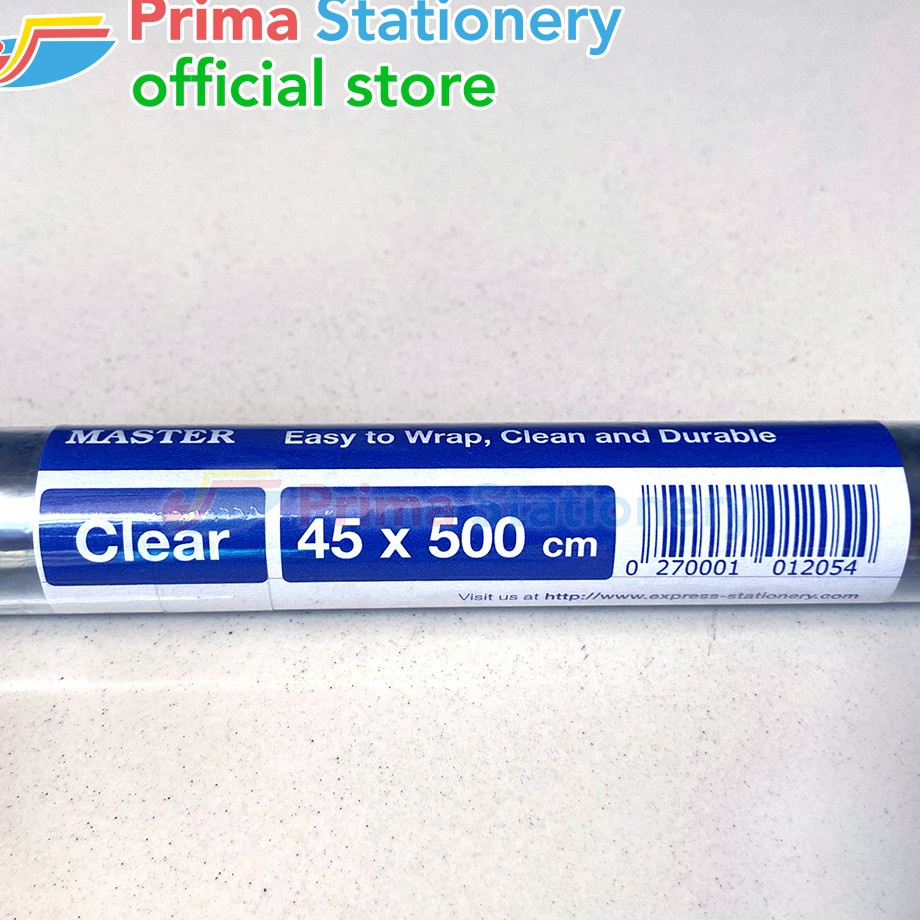 Prima Stationery
official store
MASTER Easy to Wrap, Clean and Durable
Prima Stationery
Clear 45 x 500 cm
0 270001 012054
Visit us at http://www.express-stationery.com